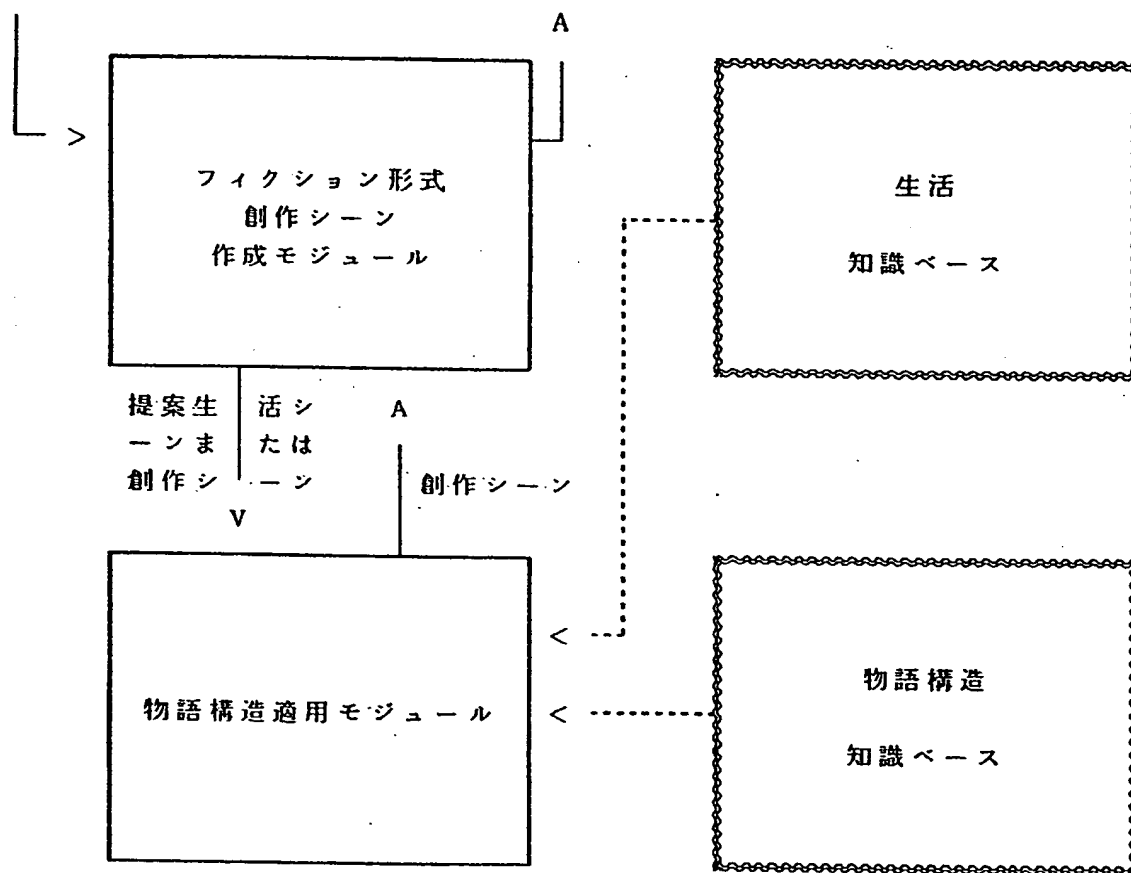 A
フィクション形式
創作シーン
作成モジュール
生活
知識ベース
提案生活シ
ーンまたは
創作シーン
A
創作シーン
V
物語構造適用モジュール
<
<
>
物語構造
知識ベース